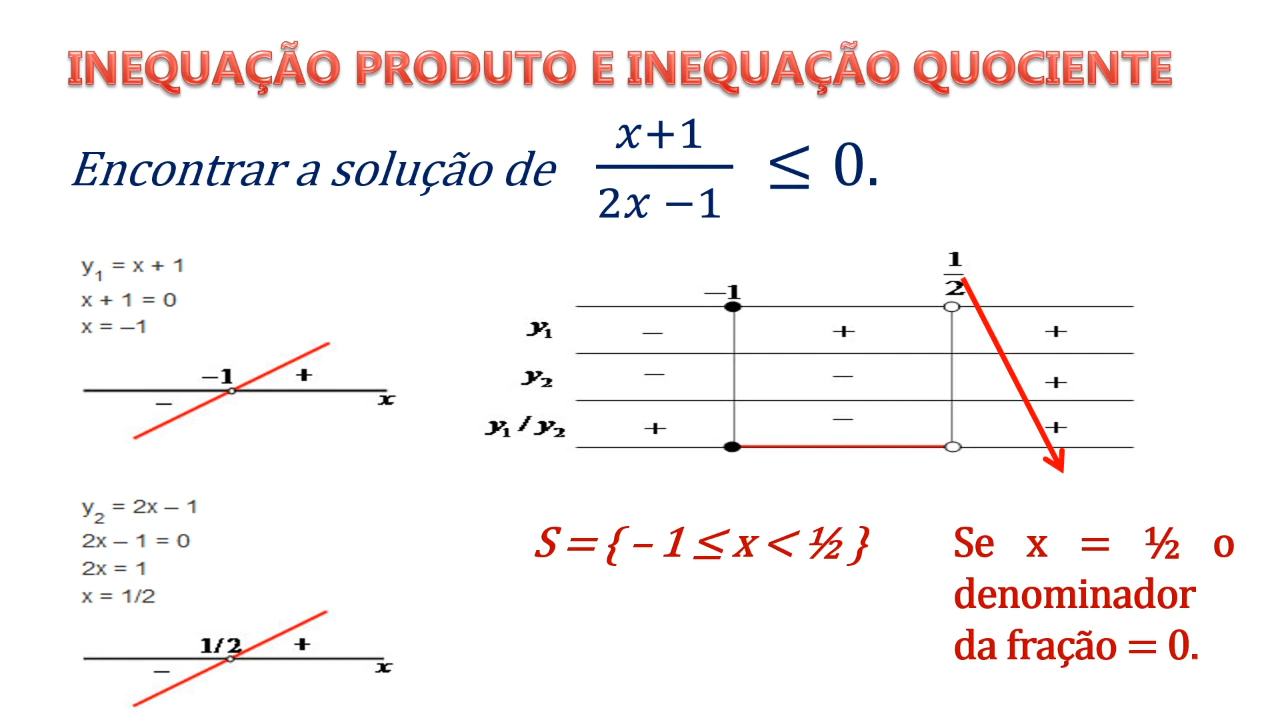 INEQUAÇÃO PRODUTO E INEQUAÇÃO QUOCIENTE
Encontrar a solução de x+1 / 2x −1 ≤ 0.
y1 = x + 1
x + 1 = 0
x = –1
–1 +
– x
y2 = 2x – 1
2x – 1 = 0
2x = 1
x = 1/2
1/2 +
– x
–1 1/2
y1 – + +
y2 – – +
y1 / y2 + – +
S = { – 1 ≤ x < ½ }
Se x = ½ o
denominador
da fração = 0.